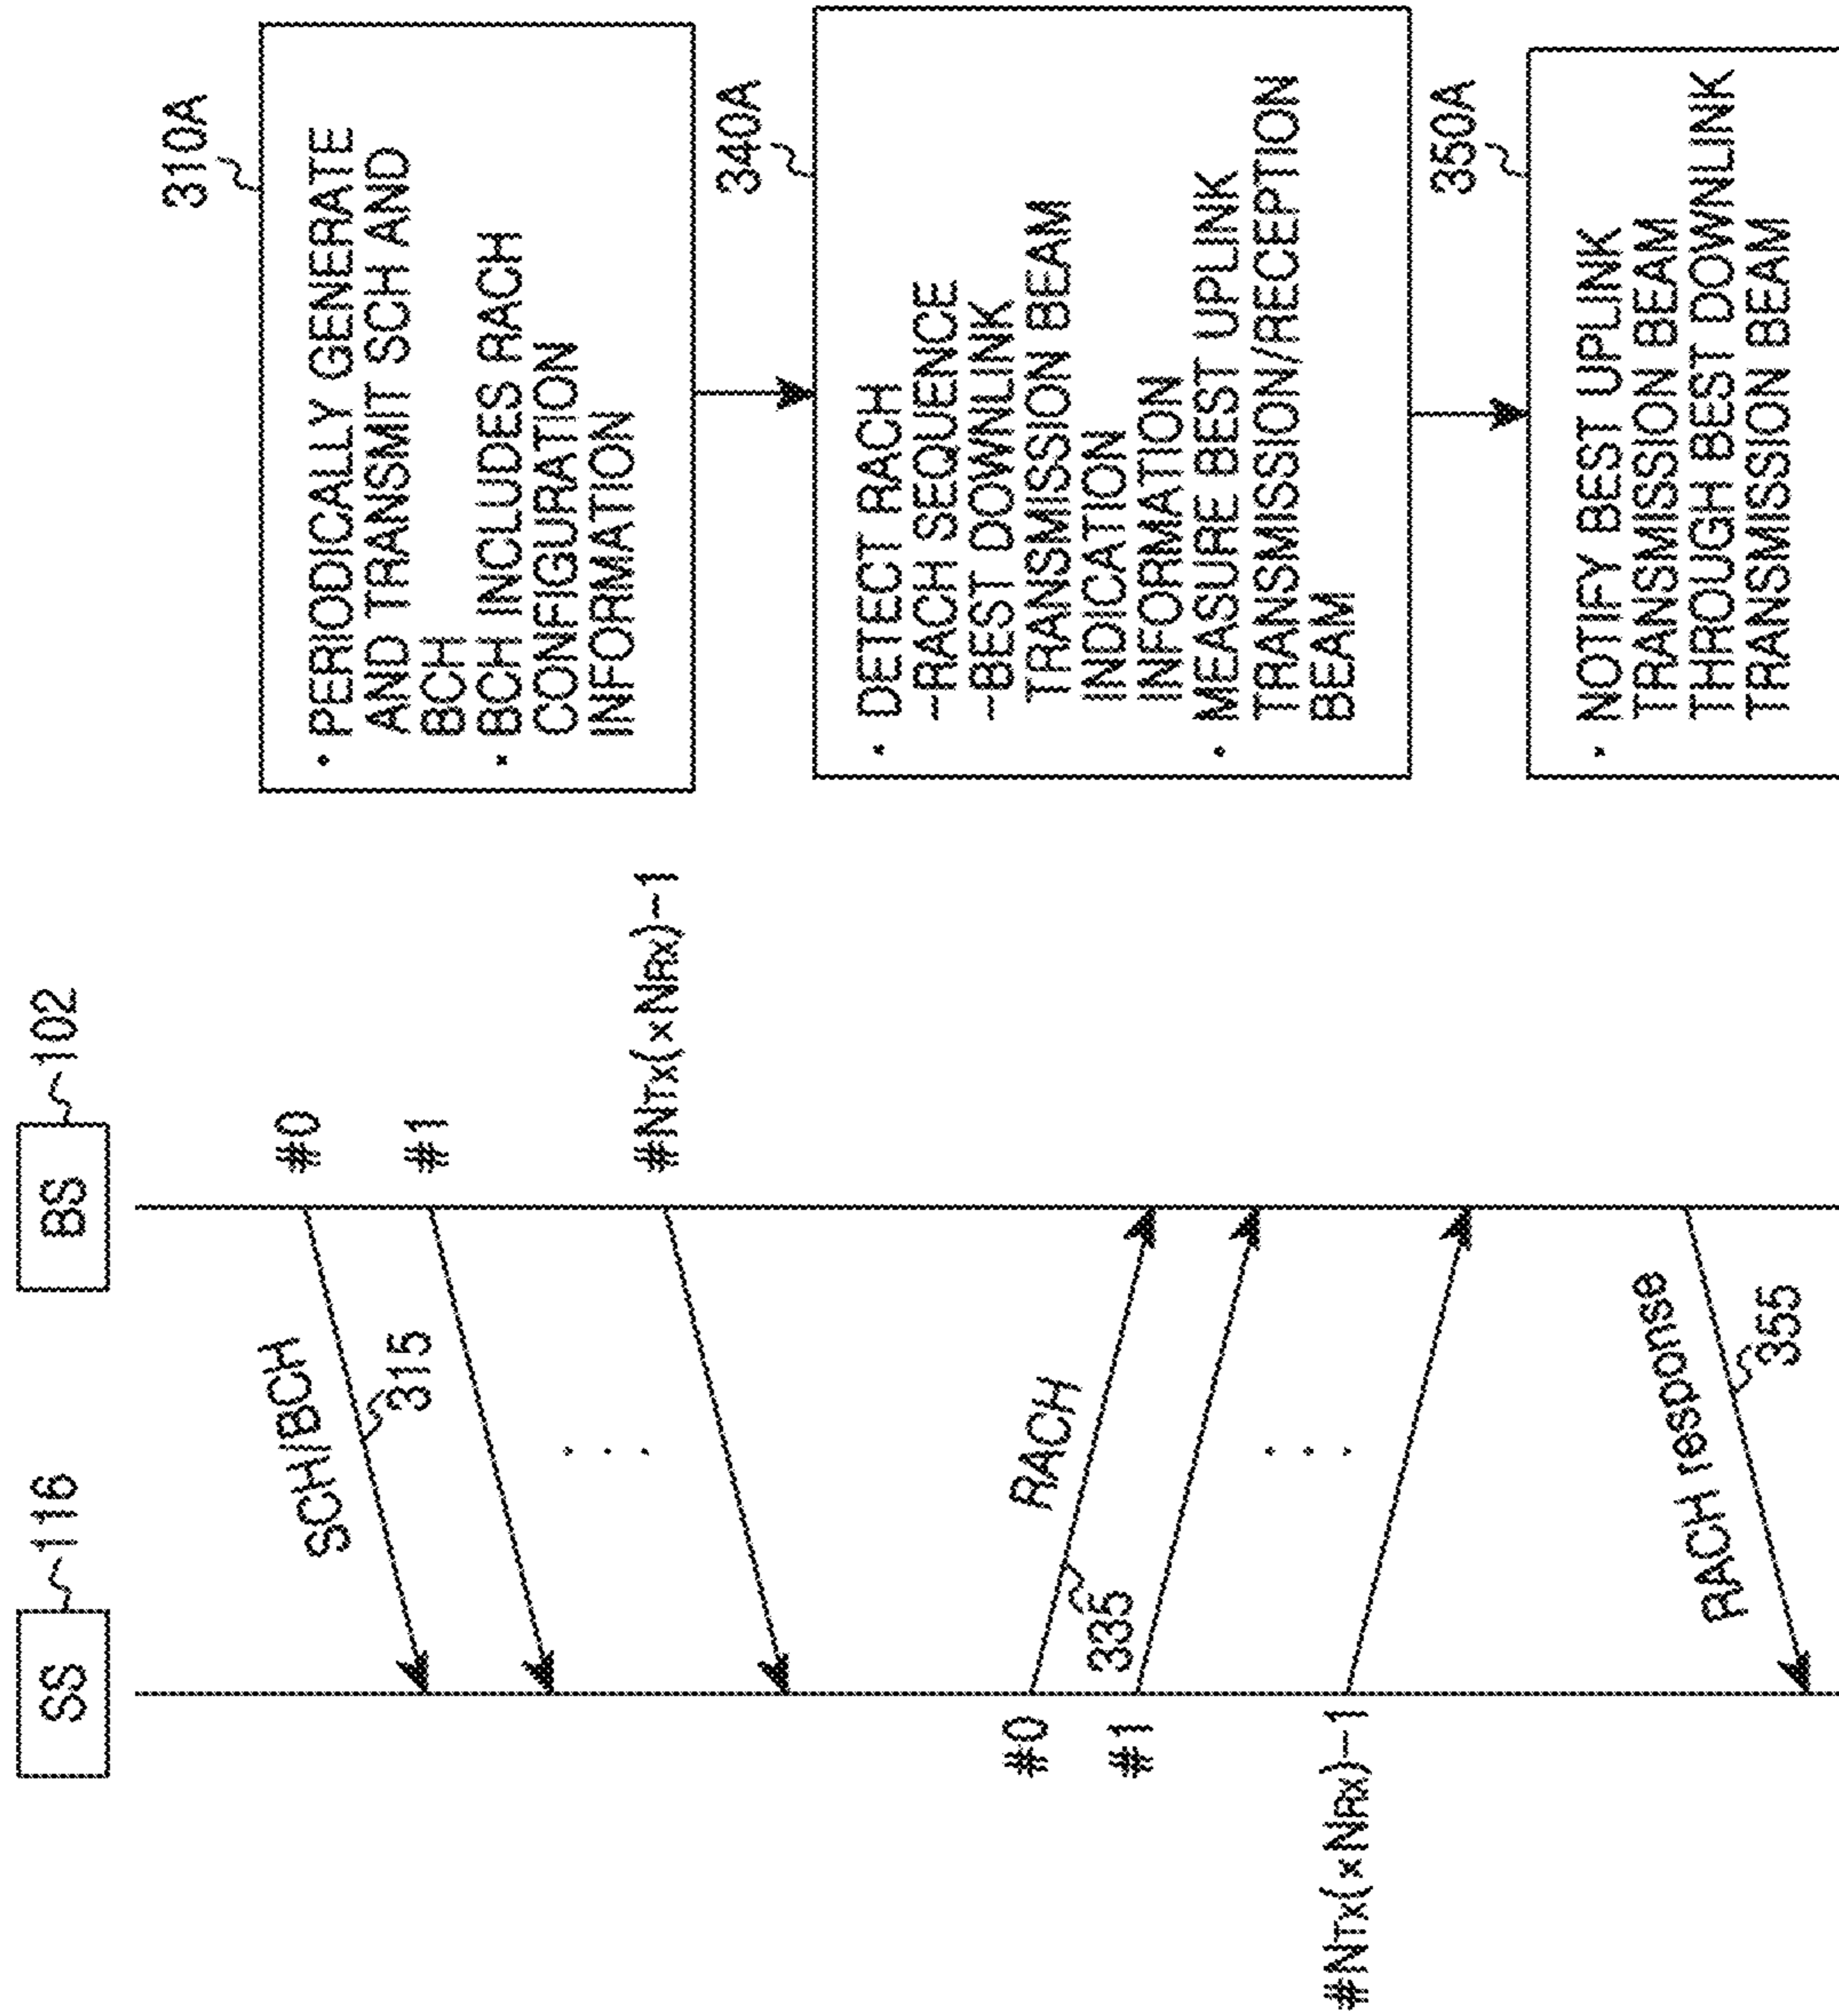 SS
116
BS
102
SCH/BCH
315
#0
#1
#NTx(×NRx)-1
#0
#1
#NTx(×NRx)-1
RACH
335
RACH response
355
310A
• PERIODICALLY GENERATE
AND TRANSMIT SCH AND
BCH
• BCH INCLUDES RACH
CONFIGURATION
INFORMATION
340A
• DETECT RACH
-RACH SEQUENCE
-BEST DOWNLINK
TRANSMISSION BEAM
INDICATION
INFORMATION
• MEASURE BEST UPLINK
TRANSMISSION/RECEPTION
BEAM
350A
• NOTIFY BEST UPLINK
TRANSMISSION BEAM
THROUGH BEST DOWNLINK
TRANSMISSION BEAM